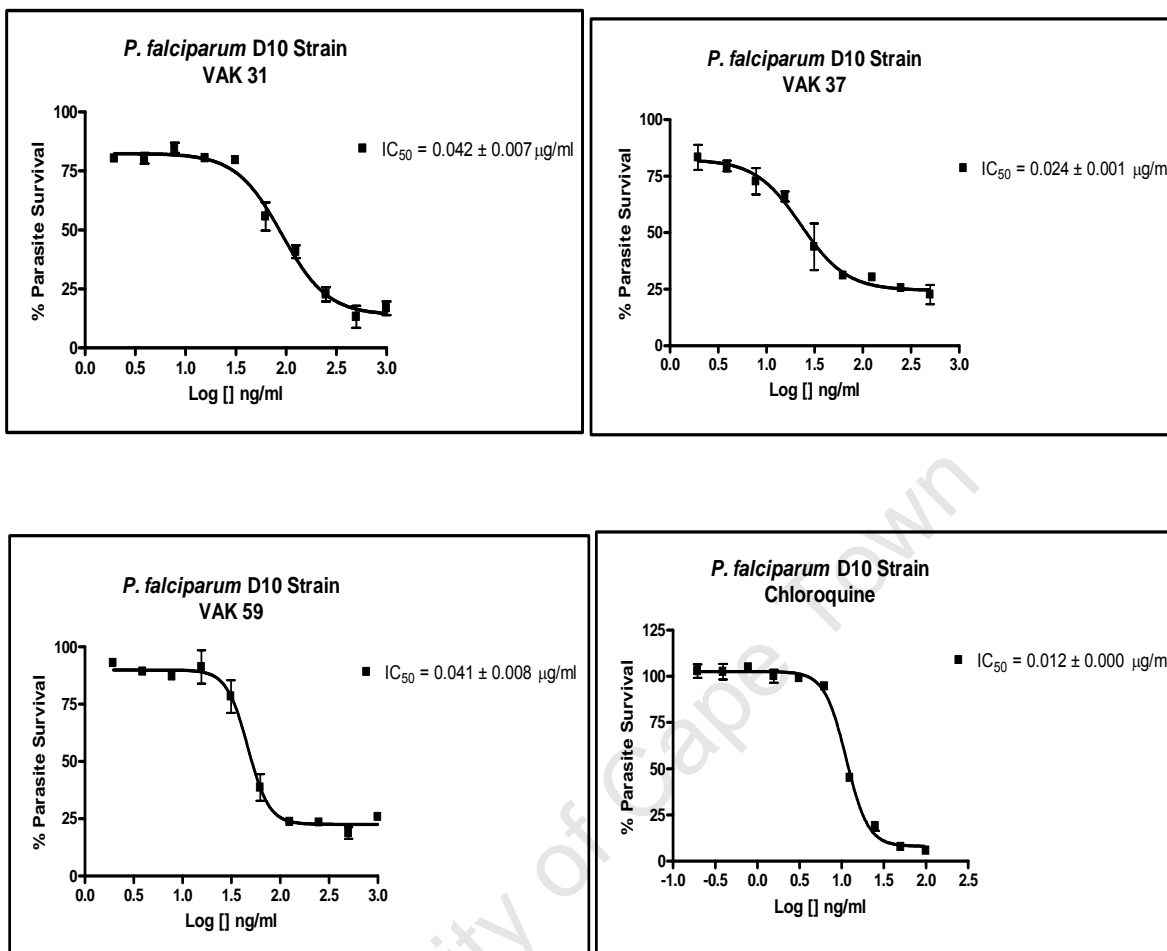 P. falciparum D10 Strain
VAK 31
IC50 = 0.042 ± 0.007 μg/ml
% Parasite Survival
100
75
50
25
0
0.0 0.5 1.0 1.5 2.0 2.5 3.0
Log [] ng/ml
P. falciparum D10 Strain
VAK 37
IC50 = 0.024 ± 0.001 μg/m
% Parasite Survival
100
75
50
25
0
0.0 0.5 1.0 1.5 2.0 2.5 3.0
Log [] ng/ml
P. falciparum D10 Strain
VAK 59
IC50 = 0.041 ± 0.008 μg/ml
% Parasite Survival
100
75
50
25
0
0.0 0.5 1.0 1.5 2.0 2.5 3.0
Log [] ng/ml
P. falciparum D10 Strain
Chloroquine
IC50 = 0.012 ± 0.000 μg/m
% Parasite Survival
125
100
75
50
25
0
-1.0 -0.5 0.0 0.5 1.0 1.5 2.0 2.5
Log [] ng/ml
of Cape Town